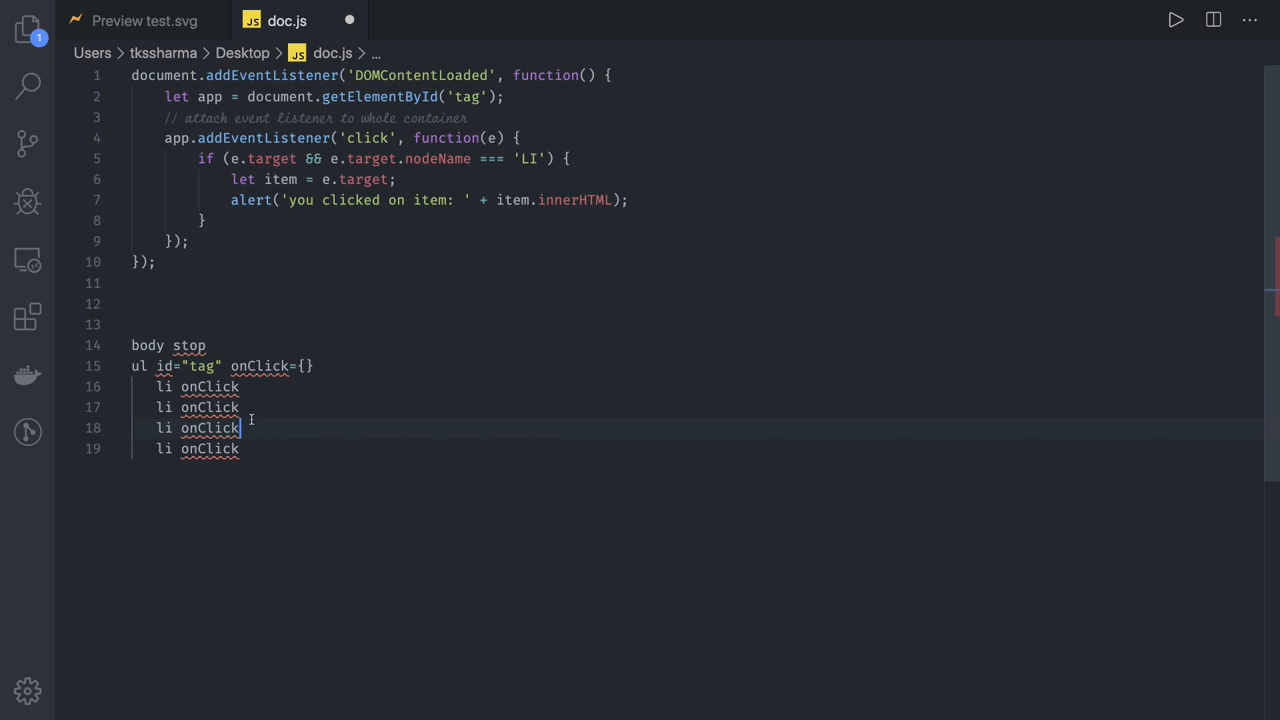 Preview test.svg
JS doc.js
1
Users > tkssharma > Desktop > JS doc.js > ...
1 document.addEventListener('DOMContentLoaded', function() {
2 let app = document.getElementById('tag');
3 // attach event listener to whole container
4 app.addEventListener('click', function(e) {
5 if (e.target && e.target.nodeName === 'LI') {
6 let item = e.target;
7 alert('you clicked on item: ' + item.innerHTML);
8 }
9 });
10 });
11
12
13
14 body stop
15 ul id="tag" onClick={}
16 li onClick
17 li onClick
18 li onClick
19 li onClick